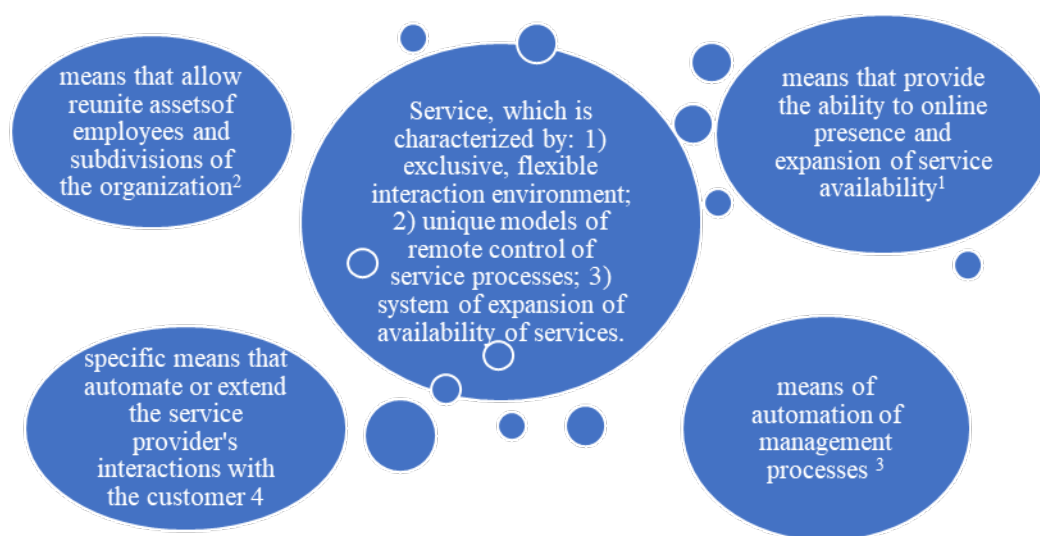 means that allow
reunite assetsof
employees and
subdivisions of
the organization²
Service, which is
characterized by: 1)
exclusive, flexible
interaction environment;
2) unique models of
remote control of
service processes; 3)
system of expansion of
availability of services.
means that provide
the ability to online
presence and
expansion of service
availability¹
specific means that
automate or extend
the service
provider's
interactions with
the customer 4
means of
automation of
management
processes ³